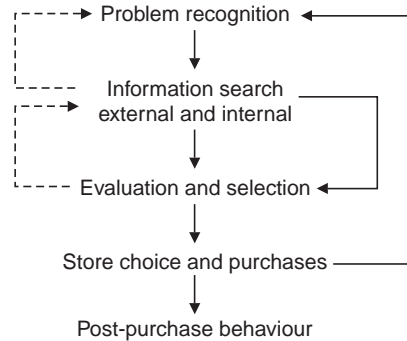 Problem recognition
Information search
external and internal
Evaluation and selection
Store choice and purchases
Post-purchase behaviour